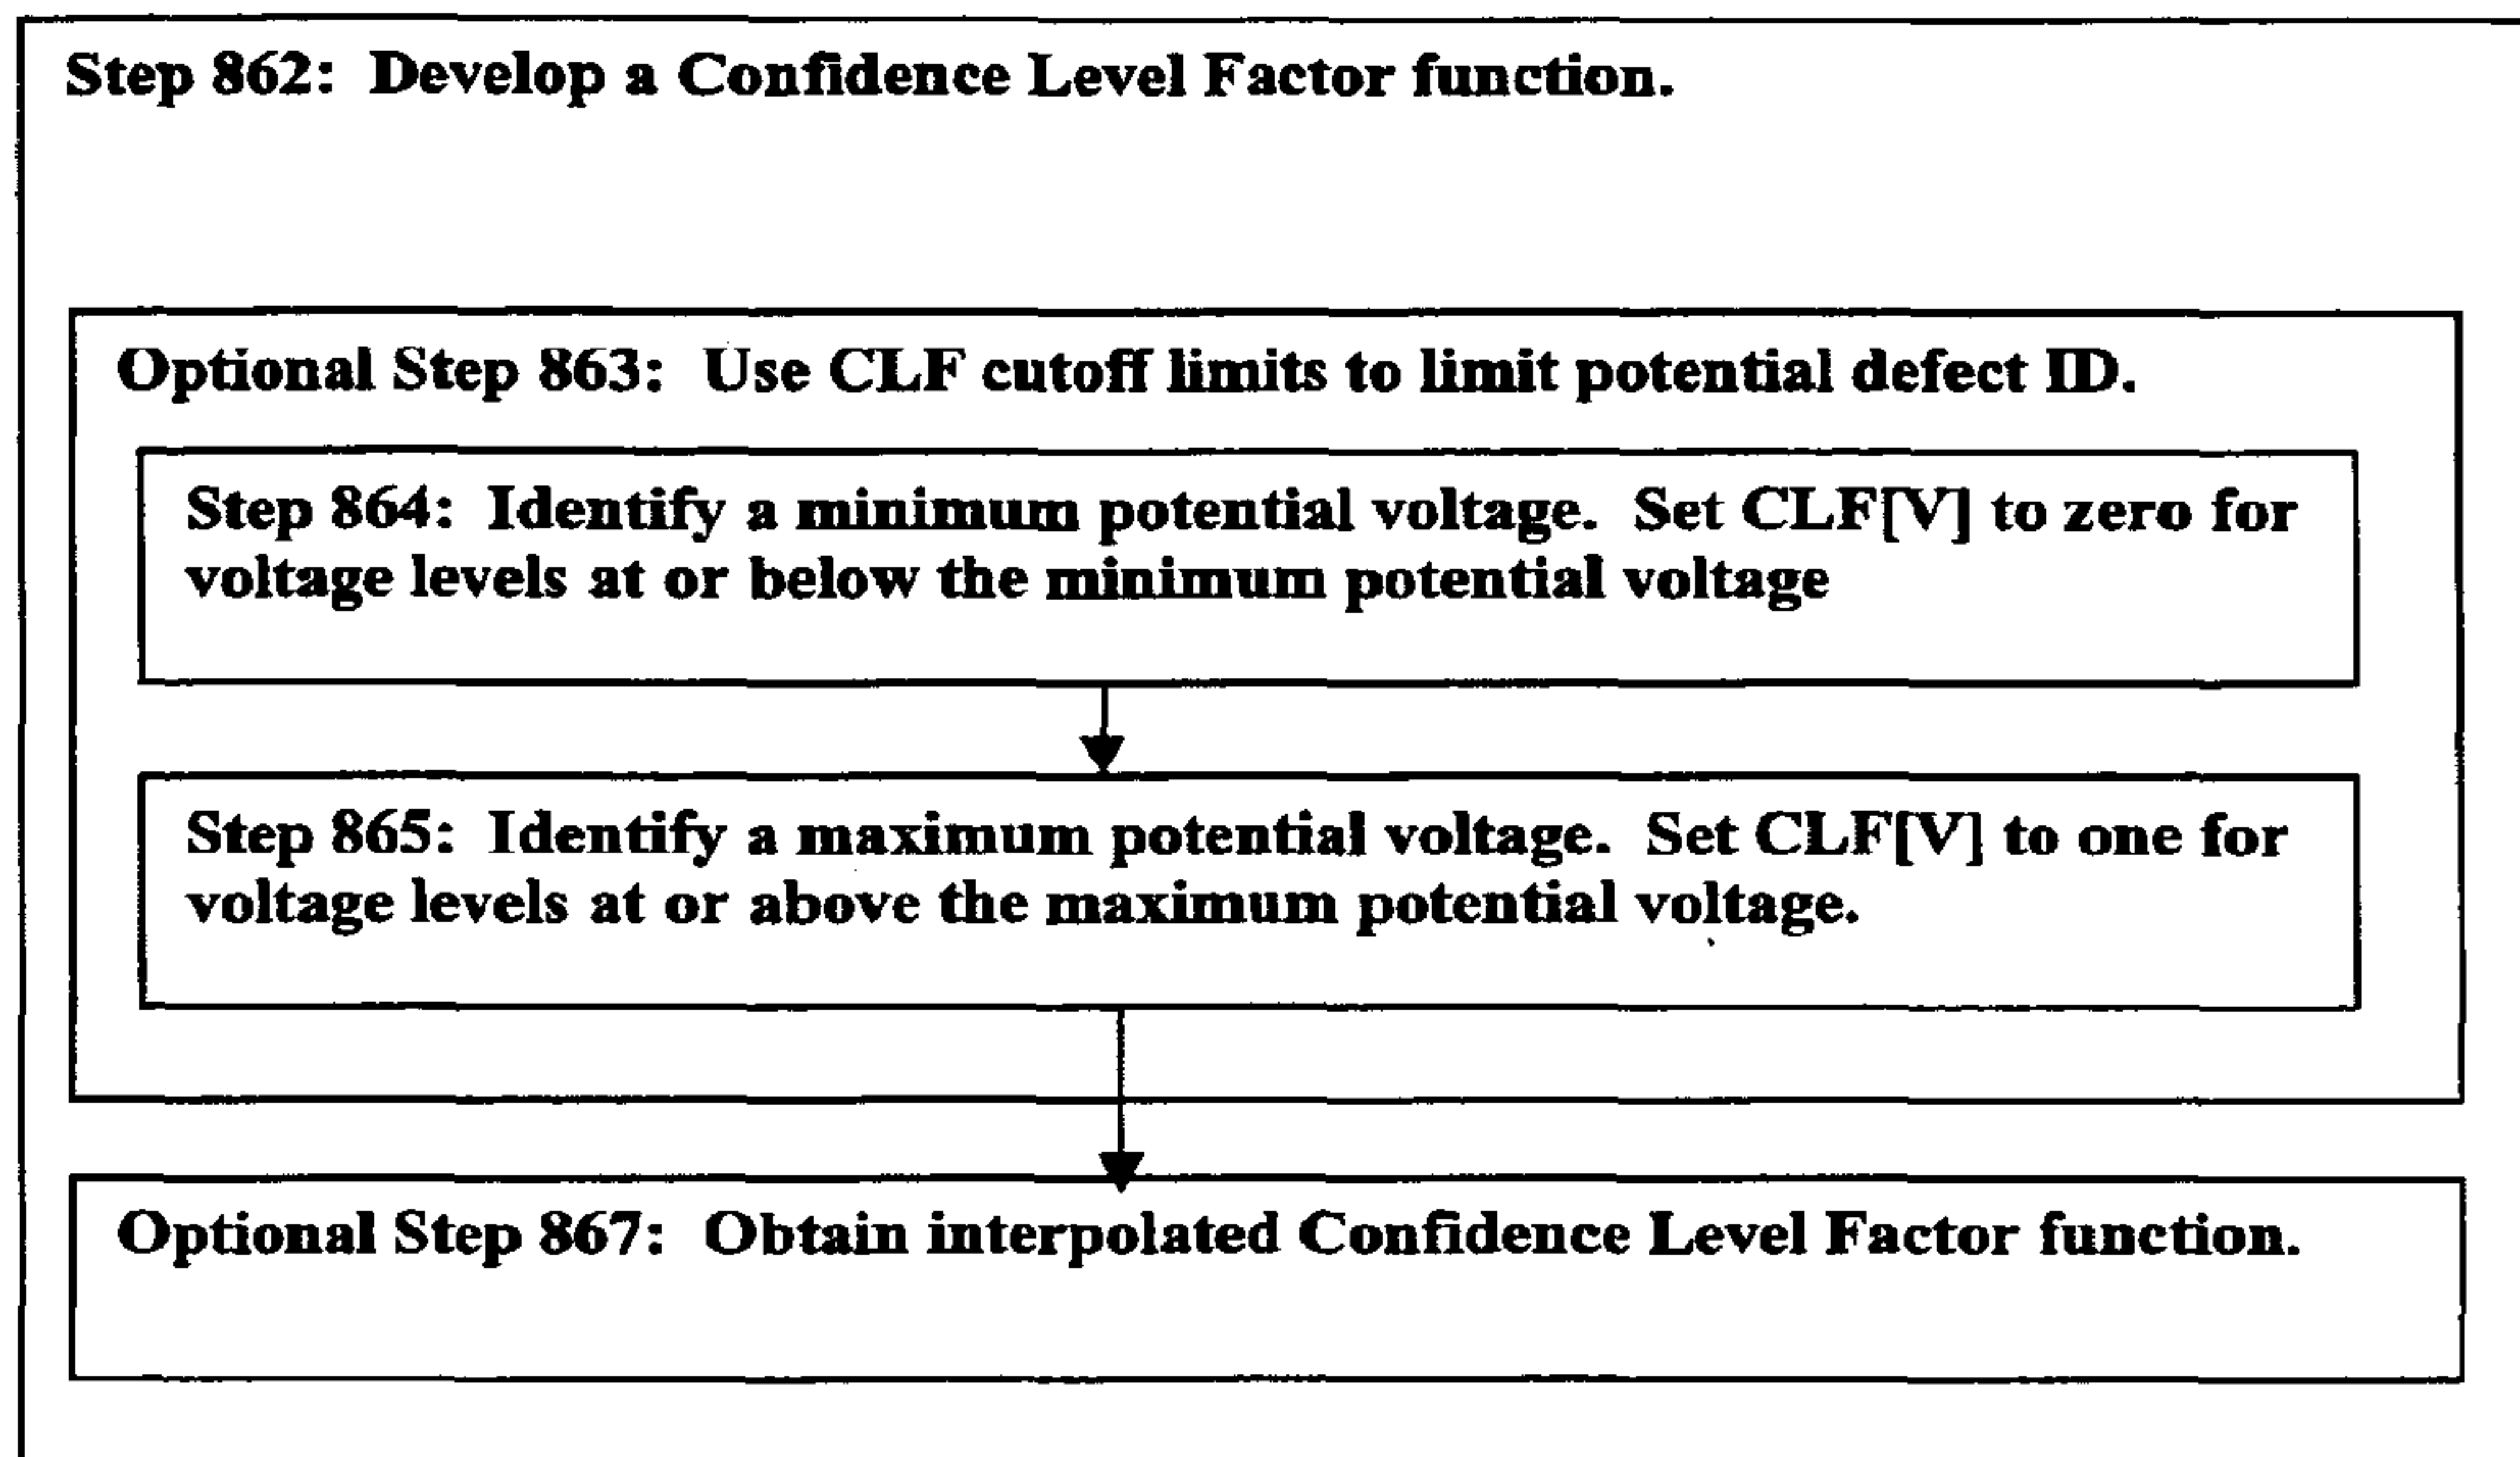 Step 862: Develop a Confidence Level Factor function.
Optional Step 863: Use CLF cutoff limits to limit potential defect ID.
Step 864: Identify a minimum potential voltage. Set CLF[V] to zero for
voltage levels at or below the minimum potential voltage
Step 865: Identify a maximum potential voltage. Set CLF[V] to one for
voltage levels at or above the maximum potential voltage.
Optional Step 867: Obtain interpolated Confidence Level Factor function.